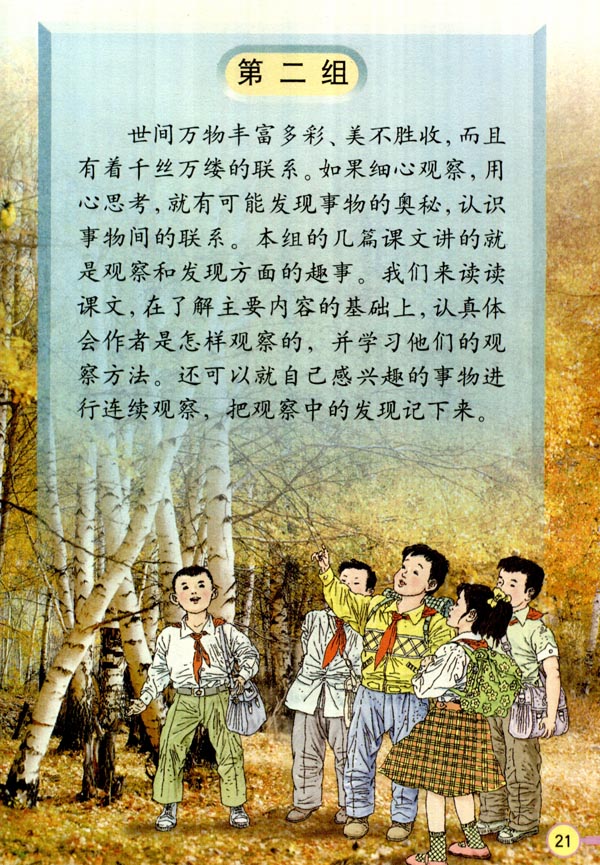 第二组
世间万物丰富多彩、美不胜收，而且
有着千丝万缕的联系。如果细心观察，用
心思考，就有可能发现事物的奥秘，认识
事物间的联系。本组的几篇课文讲的就
是观察和发现方面的趣事。我们来读读
课文，在了解主要内容的基础上，认真体
会作者是怎样观察的，并学习他们的观
察方法。还可以就自己感兴趣的事物进
行连续观察，把观察中的发现记下来。
21